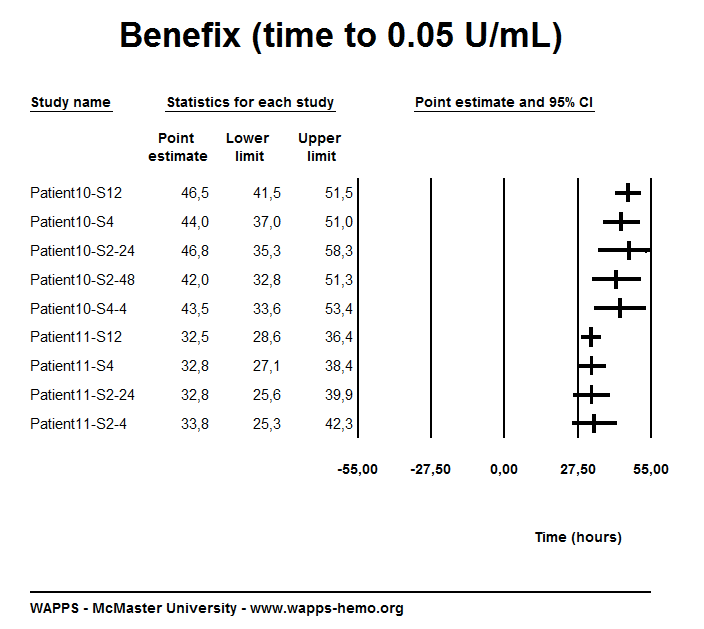 Benefix (time to 0.05 U/mL)
Study name Statistics for each study Point estimate and 95% CI
Point Lower Upper
estimate limit limit
Patient10-S12 46,5 41,5 51,5
Patient10-S4 44,0 37,0 51,0
Patient10-S2-24 46,8 35,3 58,3
Patient10-S2-48 42,0 32,8 51,3
Patient10-S4-4 43,5 33,6 53,4
Patient11-S12 32,5 28,6 36,4
Patient11-S4 32,8 27,1 38,4
Patient11-S2-24 32,8 25,6 39,9
Patient11-S2-4 33,8 25,3 42,3
-55,00 -27,50 0,00 27,50 55,00
Time (hours)
WAPPS - McMaster University - www.wapps-hemo.org